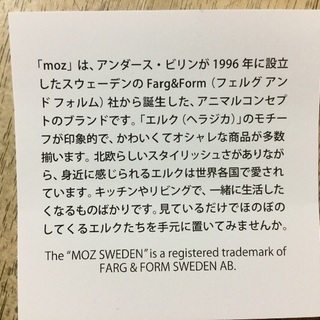 「moz」は、アンダース・ビリンが 1996 年に設立
したスウェーデンの Farg&Form（フェルグ アン
ド フォルム）社から誕生した、アニマルコンセプ
トのブランドです。「エルク（ヘラジカ）」のモチー
フが印象的で、かわいくてオシャレな商品が多数
揃います。北欧らしいスタイリッシュさがありなが
ら、身近に感じられるエルクは世界各国で愛され
ています。キッチンやリビングで、一緒に生活した
くなるものばかりです。見ているだけでほのぼの
してくるエルクたちを手元に置いてみませんか。
The “MOZ SWEDEN” is a registered trademark of
FARG & FORM SWEDEN AB.